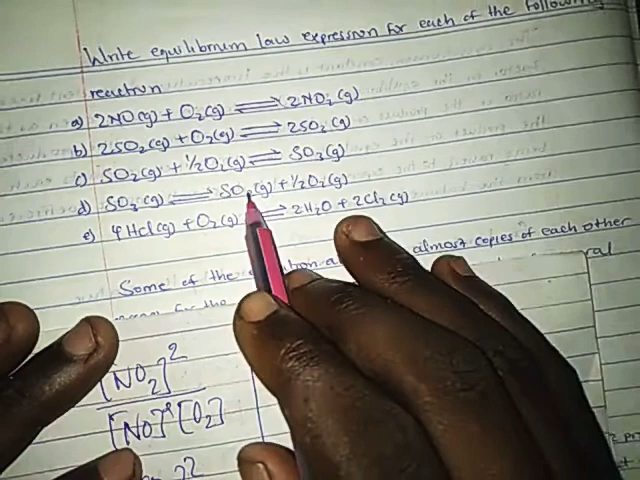 Write equilibrium law expression for each of the following
reaction
a) 2NO(g) + O₂(g) ⇌ 2NO₂(g)
b) 2SO₂(g) + O₂(g) ⇌ 2SO₃(g)
c) SO₂(g) + ½O₂(g) ⇌ SO₃(g)
d) SO₃(g) ⇌ SO₂(g) + ½O₂(g)
e) 4Hcl(g) + O₂(g) ⇌ 2H₂O + 2Cl₂(g)
Some of the almost copies of each other
for the
[NO₂]²
[NO]²[O₂]